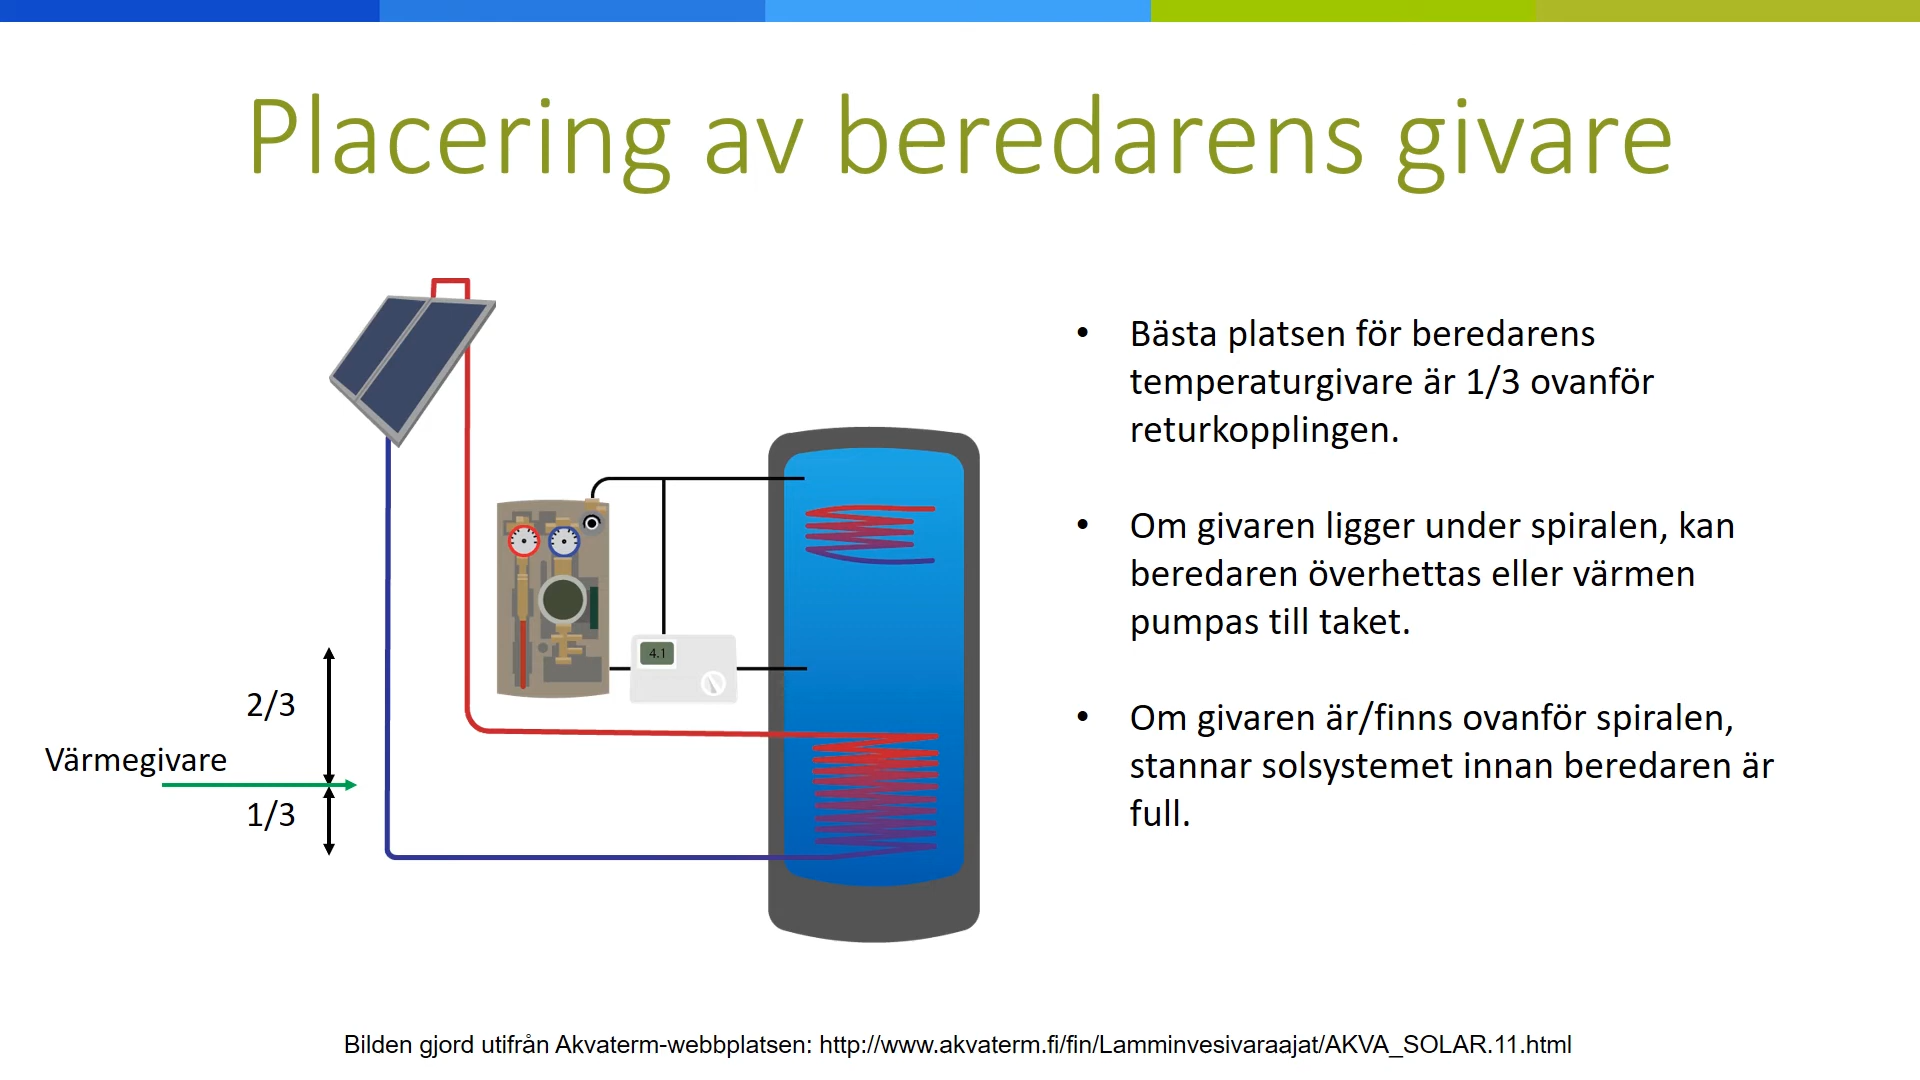 Placering av beredarens givare
• Bästa platsen för beredarens
temperaturgivare är 1/3 ovanför
returkopplingen.
• Om givaren ligger under spiralen, kan
beredaren överhettas eller värmen
pumpas till taket.
• Om givaren är/finns ovanför spiralen,
stannar solsystemet innan beredaren är
full.
4.1
2/3
Värmegivare
1/3
Bilden gjord utifrån Akvaterm-webbplatsen: http://www.akvaterm.fi/fin/Lamminvesivaraajat/AKVA_SOLAR.11.html